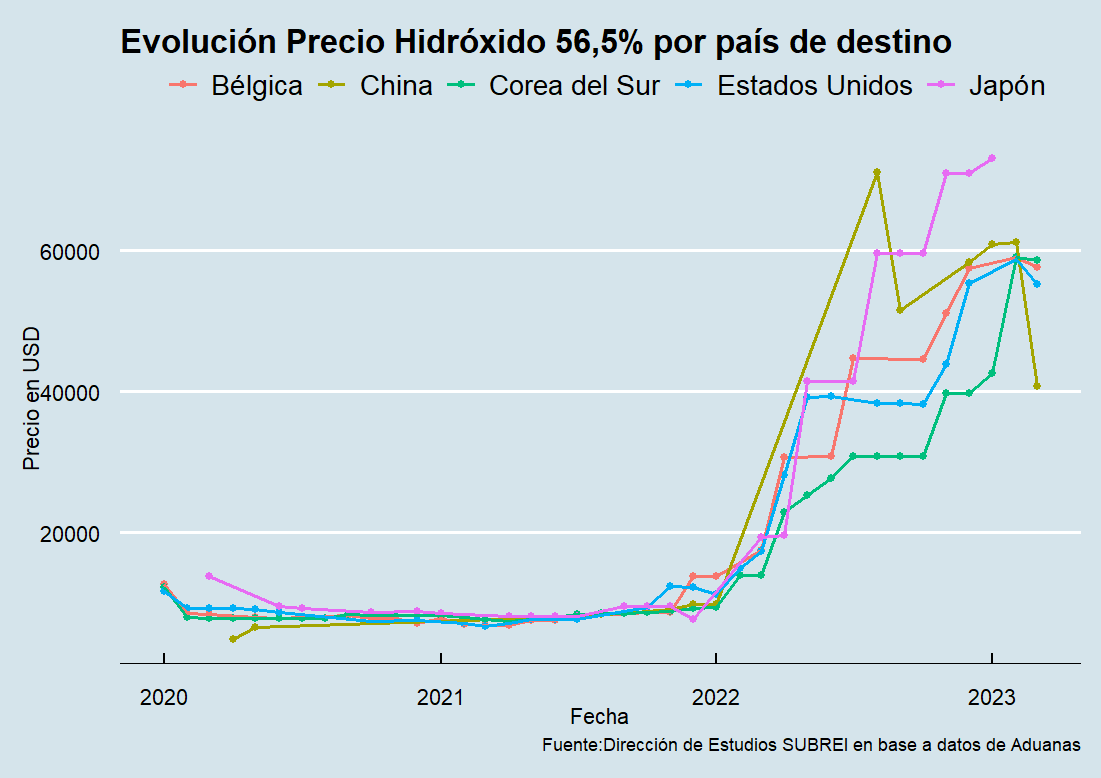 Evolución Precio Hidróxido 56,5% por país de destino
Bélgica China Corea del Sur Estados Unidos Japón
60000
40000
20000
Precio en USD
2020 2021 2022 2023
Fecha
Fuente:Dirección de Estudios SUBREI en base a datos de Aduanas